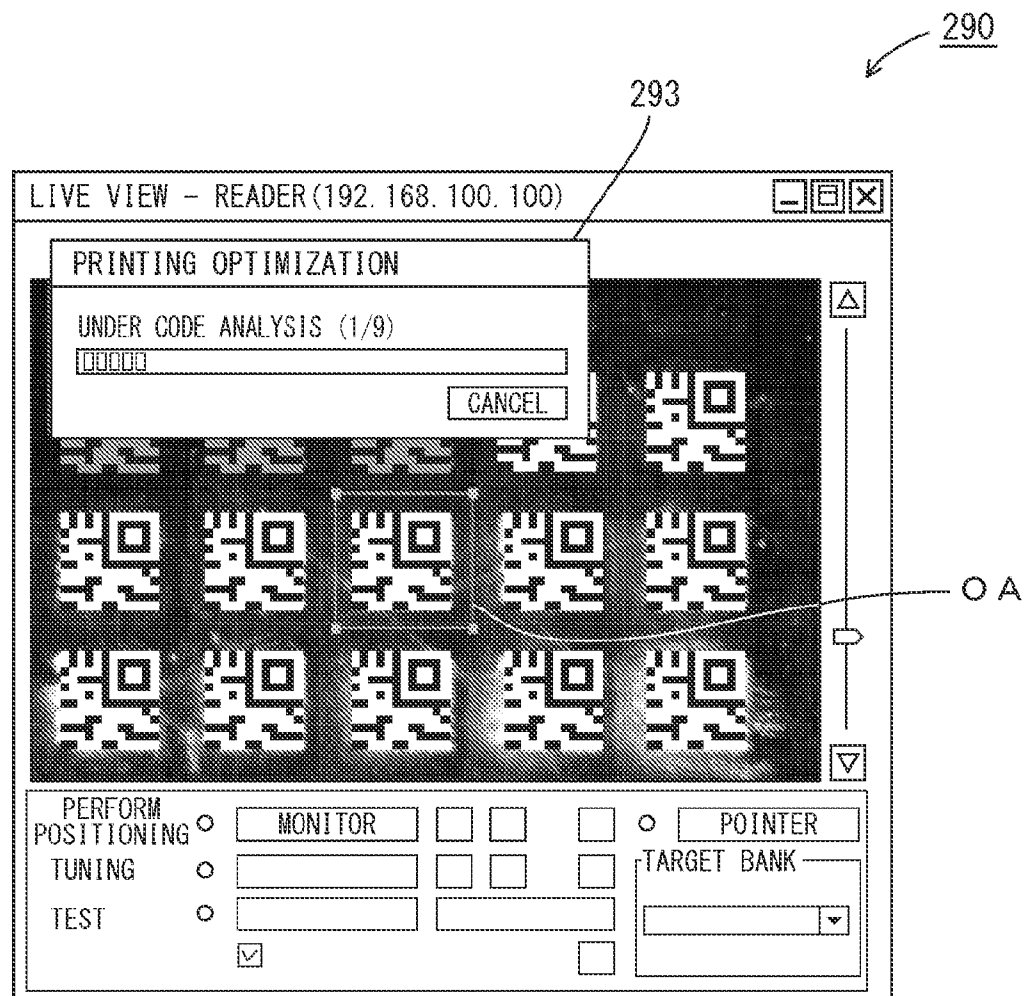 290
293
LIVE VIEW - READER(192. 168. 100. 100)
PRINTING OPTIMIZATION
UNDER CODE ANALYSIS (1/9)
CANCEL
OA
PERFORM
POSITIONING
MONITOR
POINTER
TUNING
TARGET BANK
TEST